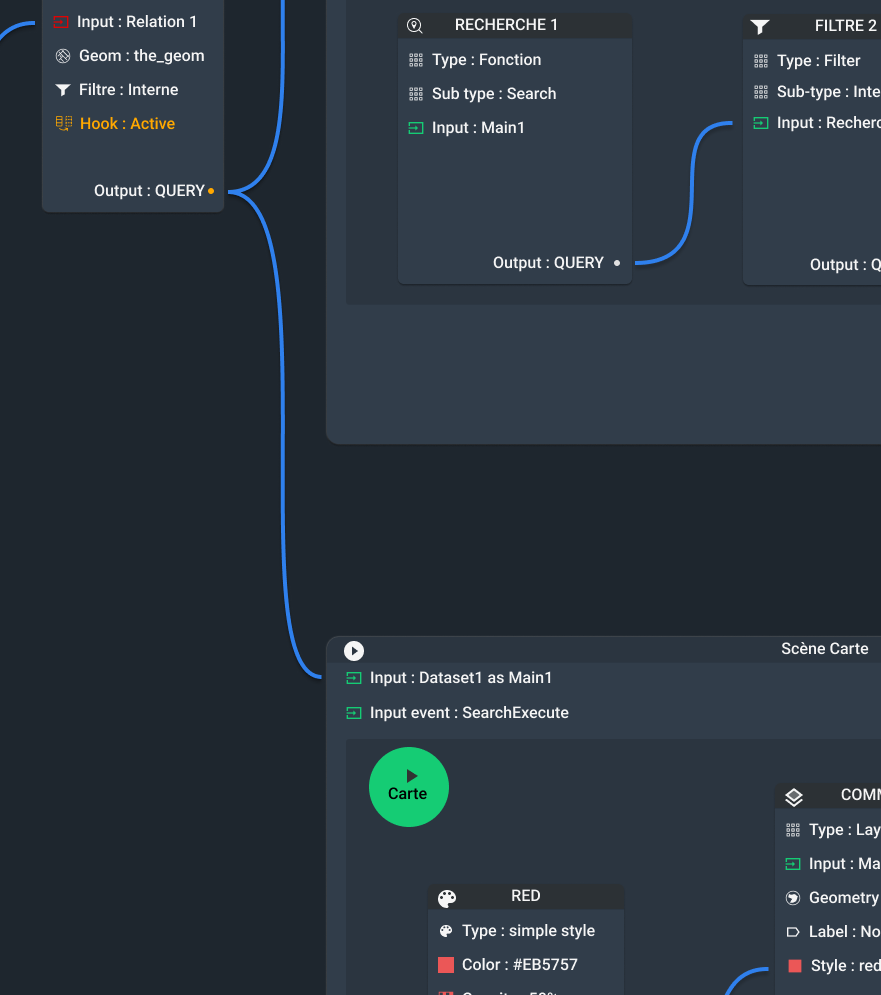 Input : Relation 1
Geom : the_geom
Filtre : Interne
Hook : Active
Output : QUERY
RECHERCHE 1
Type : Fonction
Sub type : Search
Input : Main1
Output : QUERY
FILTRE 2
Type : Filter
Sub-type : Inte
Input : Recherc
Output : Q
Scène Carte
Input : Dataset1 as Main1
Input event : SearchExecute
Carte
RED
Type : simple style
Color : #EB5757
COMM
Type : Lay
Input : Ma
Geometry
Label : No
Style : red